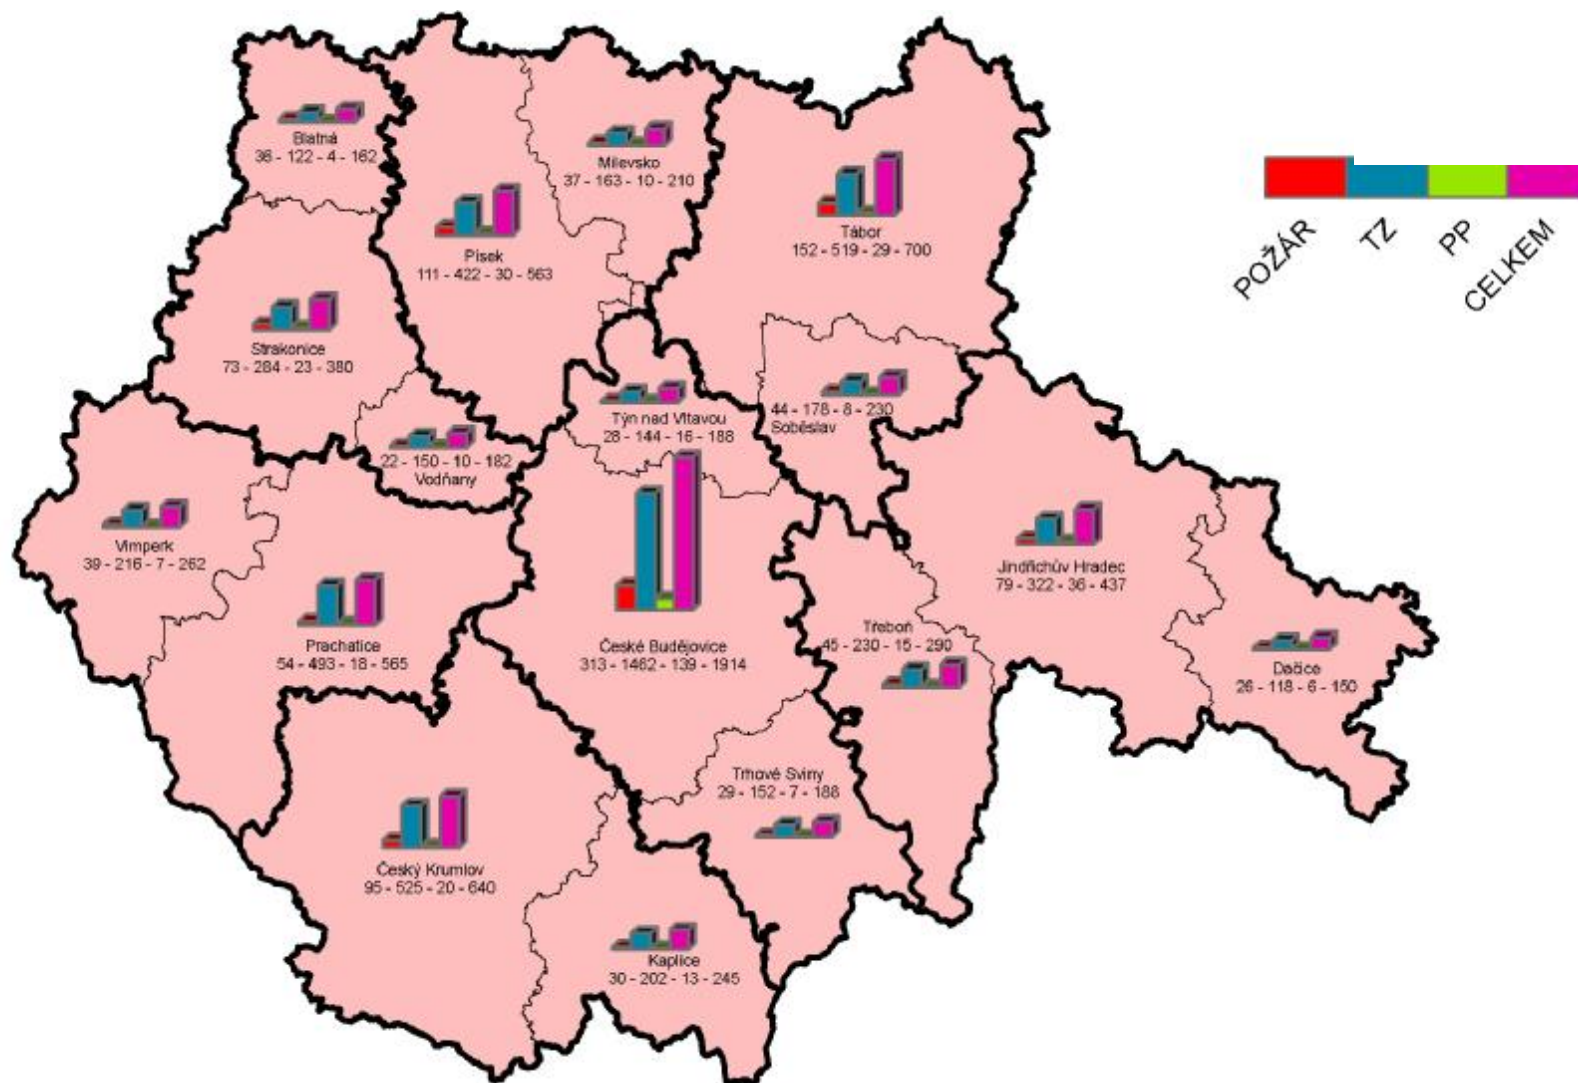 Blatná
36 - 122 - 4 - 162
Milevsko
37 - 163 - 10 - 210
Písek
111 - 422 - 30 - 563
Tábor
152 - 519 - 29 - 700
POŽÁR
TZ
PP
CELKEM
Strakonice
73 - 284 - 23 - 380
Týn nad Vltavou
28 - 144 - 16 - 188
44 - 178 - 8 - 230
Soběslav
22 - 150 - 10 - 182
Vodňany
Vimperk
39 - 216 - 7 - 262
Jindřichův Hradec
79 - 322 - 36 - 437
Prachatice
54 - 493 - 18 - 565
České Budějovice
313 - 1462 - 139 - 1914
Třeboň
45 - 230 - 15 - 290
Dačice
26 - 118 - 6 - 150
Trhové Sviny
29 - 152 - 7 - 188
Český Krumlov
95 - 525 - 20 - 640
Kaplice
30 - 202 - 13 - 245